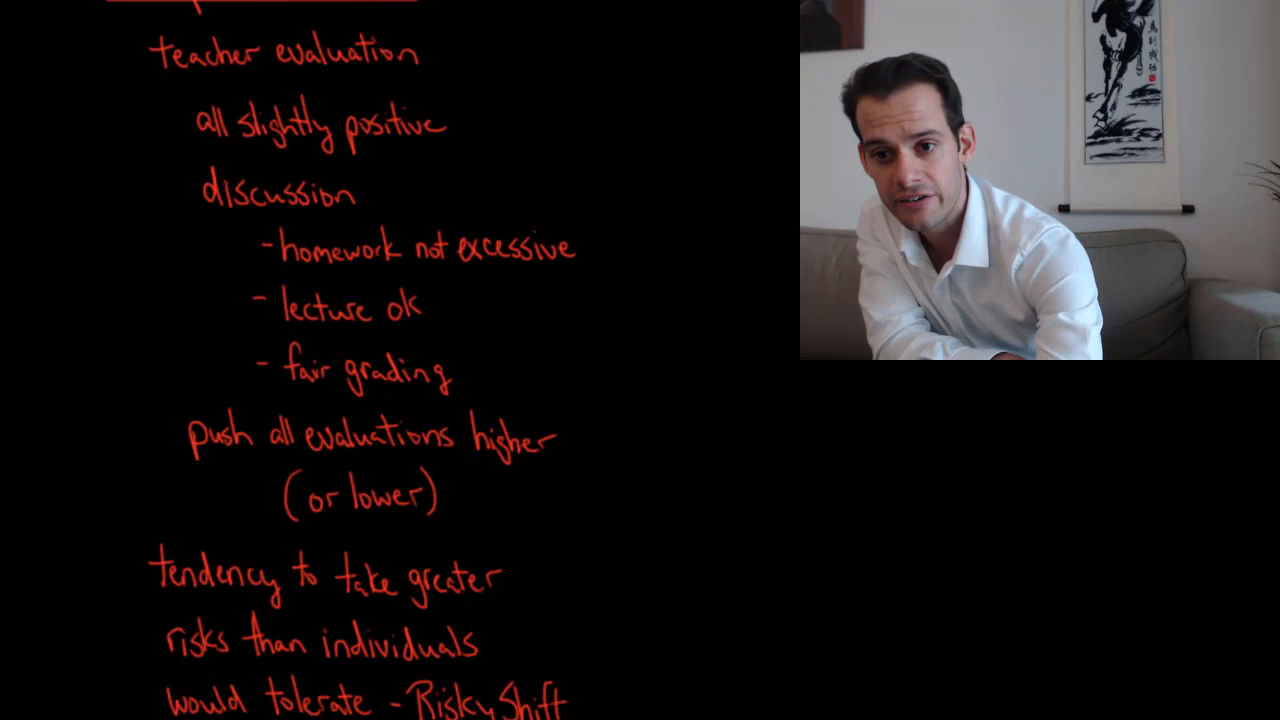 teacher evaluation
all slightly positive
discussion
- homework not excessive
- lecture ok
- fair grading
push all evaluations higher
(or lower)
tendency to take greater
risks than individuals
would tolerate - Risky Shift